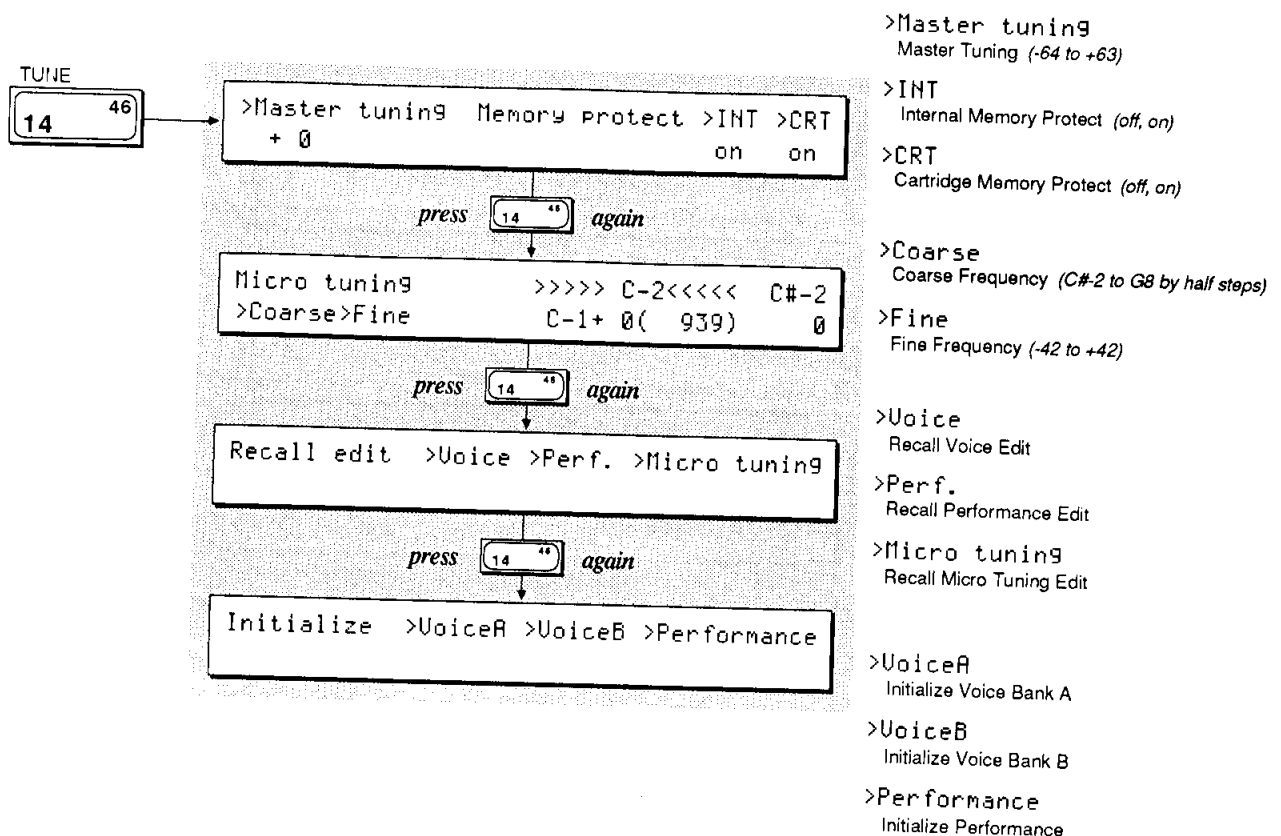 TUNE
14 46
>Master tuning Memory protect >INT >CRT
+ 0 on on
press 14 46 again
Micro tuning >>>>> C-2<<<<< C#-2
>Coarse>Fine C-1+ 0( 939) 0
press 14 46 again
Recall edit >Voice >Perf. >Micro tuning
press 14 46 again
Initialize >VoiceA >VoiceB >Performance
>Master tuning
Master Tuning (-64 to +63)
>INT
Internal Memory Protect (off, on)
>CRT
Cartridge Memory Protect (off, on)
>Coarse
Coarse Frequency (C#-2 to G8 by half steps)
>Fine
Fine Frequency (-42 to +42)
>Voice
Recall Voice Edit
>Perf.
Recall Performance Edit
>Micro tuning
Recall Micro Tuning Edit
>VoiceA
Initialize Voice Bank A
>VoiceB
Initialize Voice Bank B
>Performance
Initialize Performance